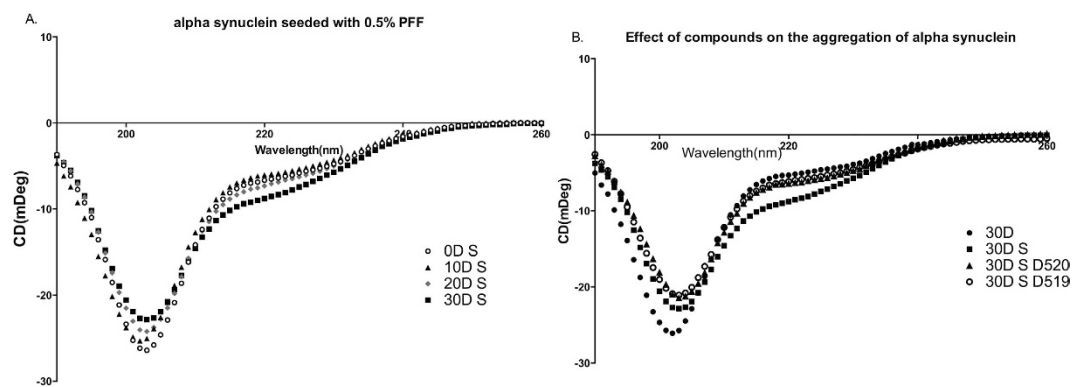 A.
alpha synuclein seeded with 0.5% PFF
10
0
-10
-20
-30
CD(mDeg)
200
220
240
260
Wavelength(nm)
0D S
10D S
20D S
30D S
B.
Effect of compounds on the aggregation of alpha synuclein
10
0
-10
-20
-30
CD(mDeg)
200
220
240
260
Wavelength(nm)
30D
30D S
30D S D520
30D S D519